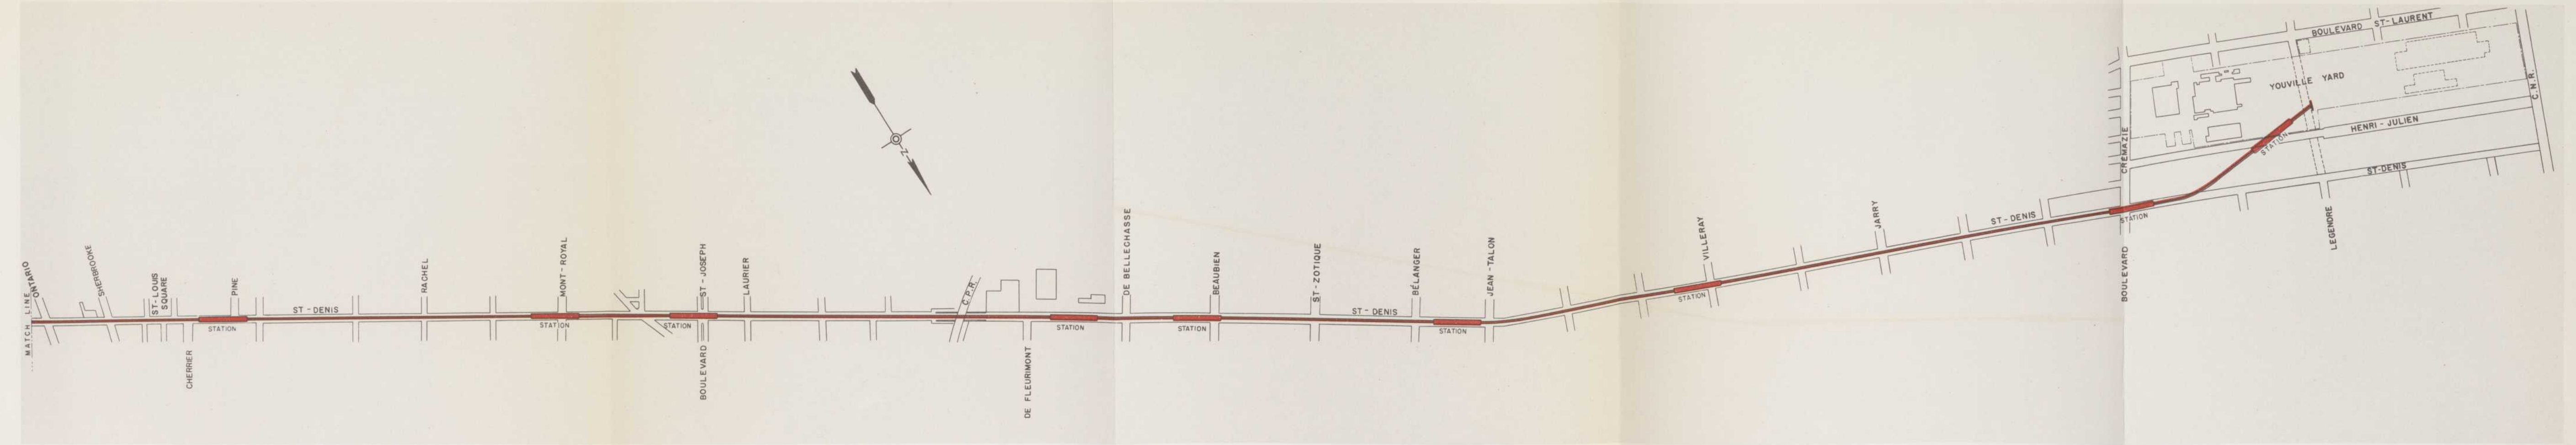 MATCH LINE
ONTARIO
SHERBROOKE
ST-LOUIS
SQUARE
CHERRIER
PINE
STATION
ST-DENIS
RACHEL
MONT-ROYAL
STATION
STATION
BOULEVARD ST-JOSEPH
LAURIER
N
C.P.R.
DE FLEURIMONT
STATION
DE BELLECHASSE
STATION
BEAUBIEN
ST-ZOTIQUE
ST-DENIS
BÉLANGER
STATION
JEAN-TALON
STATION
VILLERAY
JARRY
ST-DENIS
BOULEVARD CRÉMAZIE
STATION
STATION
YOUVILLE YARD
BOULEVARD ST-LAURENT
HENRI-JULIEN
ST-DENIS
LEGENDRE
C.N.R.